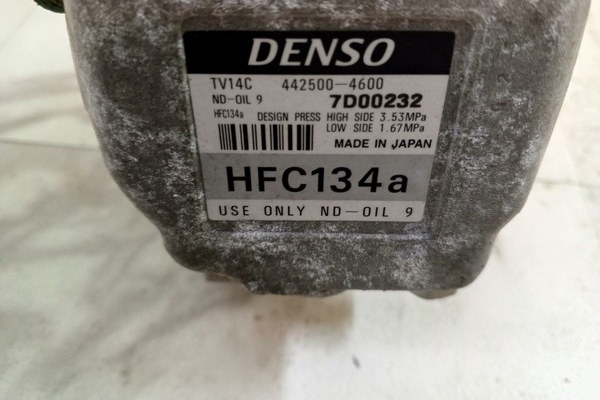 DENSO
TV14C 442500-4600
ND-OIL 9 7D00232
HFC134a DESIGN PRESS HIGH SIDE 3.53MPa
LOW SIDE 1.67MPa
MADE IN JAPAN
HFC134a
USE ONLY ND-OIL 9